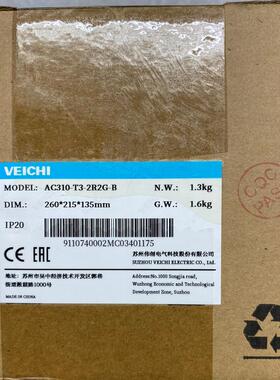 VEICHI
MODEL: AC310-T3-2R2G-B N.W.: 1.3kg
DIM.: 260*215*135mm G.W.: 1.6kg
IP20
CE EAC
9110740002MC03401175
苏州伟创电气科技股份有限公司
SUZHOU VEICHI ELECTRIC CO., LTD.
地址:苏州市吴中经济技术开发区郭巷
街道淞葭路1000号
Address:No.1000 Songjia road,
Wuzhong Economic and Technological
Development Zone, Suzhou
MADE IN CHINA